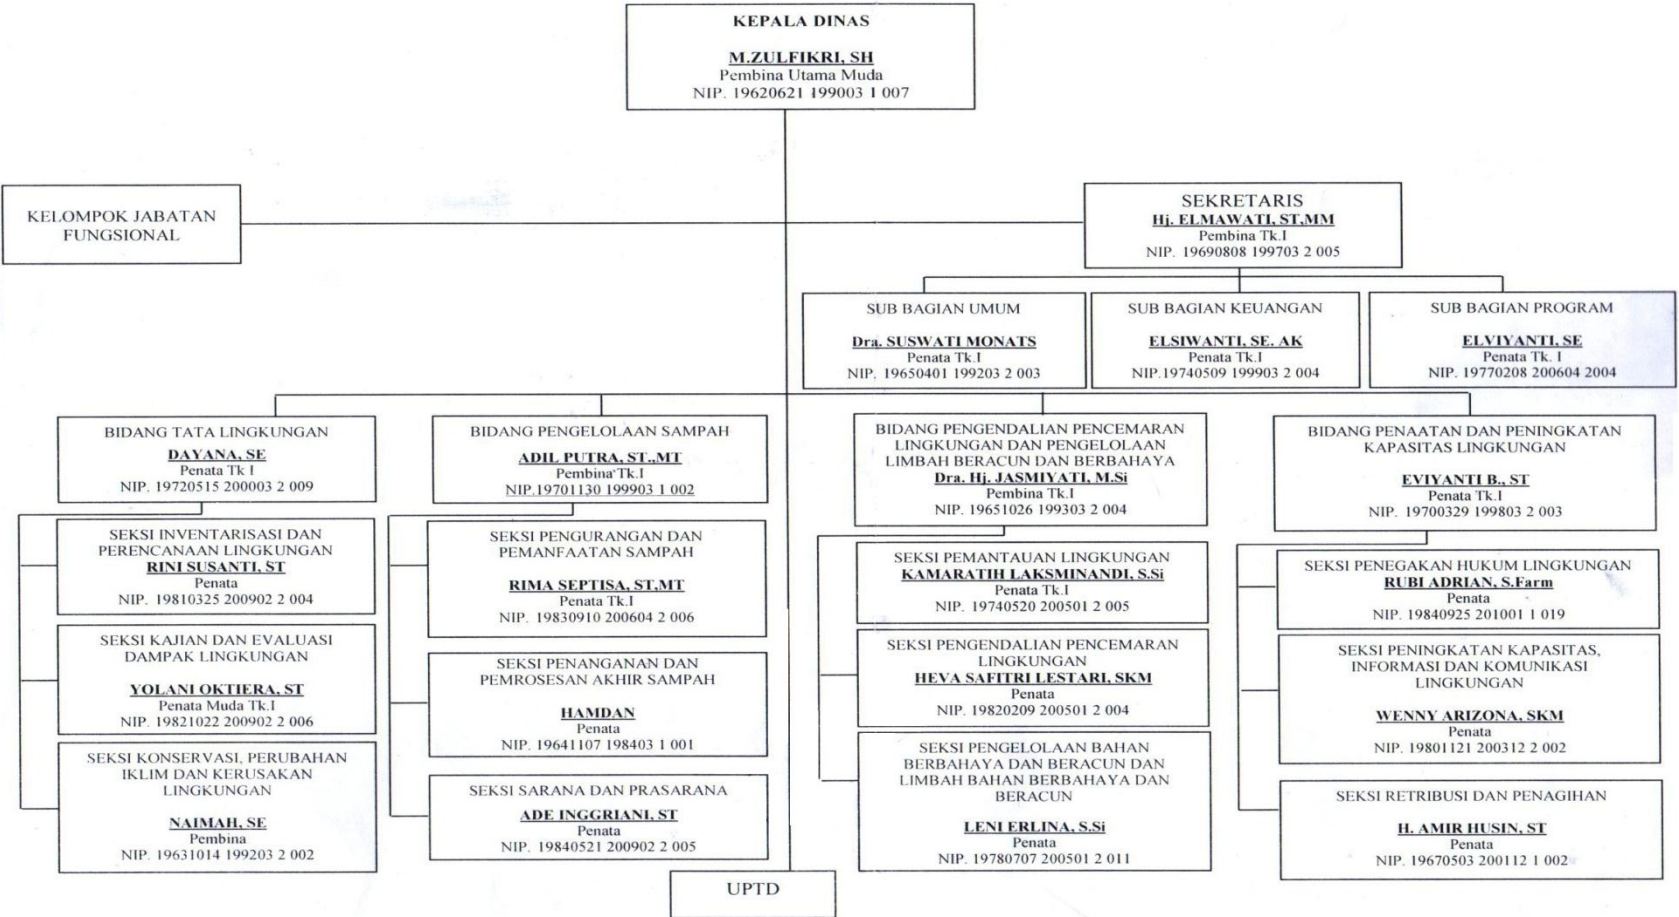 KEPALA DINAS
M.ZULFIKRI, SH
Pembina Utama Muda
NIP. 19620621 199003 1 007
KELOMPOK JABATAN
FUNGSIONAL
SEKRETARIS
Hj. ELMAWATI, ST,MM
Pembina Tk.I
NIP. 19690808 199703 2 005
SUB BAGIAN UMUM
Dra. SUSWATI MONATS
Penata Tk.I
NIP. 19650401 199203 2 003
SUB BAGIAN KEUANGAN
ELSIWANTI, SE. AK
Penata Tk.I
NIP.19740509 199903 2 004
SUB BAGIAN PROGRAM
ELVIYANTI, SE
Penata Tk. I
NIP. 19770208 200604 2004
BIDANG TATA LINGKUNGAN
DAYANA, SE
Penata Tk I
NIP. 19720515 200003 2 009
SEKSI INVENTARISASI DAN
PERENCANAAN LINGKUNGAN
RINI SUSANTI, ST
Penata
NIP. 19810325 200902 2 004
SEKSI KAJIAN DAN EVALUASI
DAMPAK LINGKUNGAN
YOLANI OKTIERA, ST
Penata Muda Tk.I
NIP. 19821022 200902 2 006
SEKSI KONSERVASI, PERUBAHAN
IKLIM DAN KERUSAKAN
LINGKUNGAN
NAIMAH, SE
Pembina
NIP. 19631014 199203 2 002
BIDANG PENGELOLAAN SAMPAH
ADIL PUTRA, ST.,MT
Pembina Tk.I
NIP.19701130 199903 1 002
SEKSI PENGURANGAN DAN
PEMANFAATAN SAMPAH
RIMA SEPTISA, ST,MT
Penata Tk.I
NIP. 19830910 200604 2 006
SEKSI PENANGANAN DAN
PEMROSESAN AKHIR SAMPAH
HAMDAN
Penata
NIP. 19641107 198403 1 001
SEKSI SARANA DAN PRASARANA
ADE INGGRIANI, ST
Penata
NIP. 19840521 200902 2 005
BIDANG PENGENDALIAN PENCEMARAN
LINGKUNGAN DAN PENGELOLAAN
LIMBAH BERACUN DAN BERBAHAYA
Dra. Hj. JASMIYATI, M.Si
Pembina Tk.I
NIP. 19651026 199303 2 004
SEKSI PEMANTAUAN LINGKUNGAN
KAMARATIH LAKSMINANDI, S.Si
Penata Tk.I
NIP. 19740520 200501 2 005
SEKSI PENGENDALIAN PENCEMARAN
LINGKUNGAN
HEVA SAFITRI LESTARI, SKM
Penata
NIP. 19820209 200501 2 004
SEKSI PENGELOLAAN BAHAN
BERBAHAYA DAN BERACUN DAN
LIMBAH BAHAN BERBAHAYA DAN
BERACUN
LENI ERLINA, S.Si
Penata
NIP. 19780707 200501 2 011
BIDANG PENAATAN DAN PENINGKATAN
KAPASITAS LINGKUNGAN
EVIYANTI B., ST
Penata Tk.I
NIP. 19700329 199803 2 003
SEKSI PENEGAKAN HUKUM LINGKUNGAN
RUBI ADRIAN, S.Farm
Penata
NIP. 19840925 201001 1 019
SEKSI PENINGKATAN KAPASITAS,
INFORMASI DAN KOMUNIKASI
LINGKUNGAN
WENNY ARIZONA, SKM
Penata
NIP. 19801121 200312 2 002
SEKSI RETRIBUSI DAN PENAGIHAN
H. AMIR HUSIN, ST
Penata
NIP. 19670503 200112 1 002
UPTD